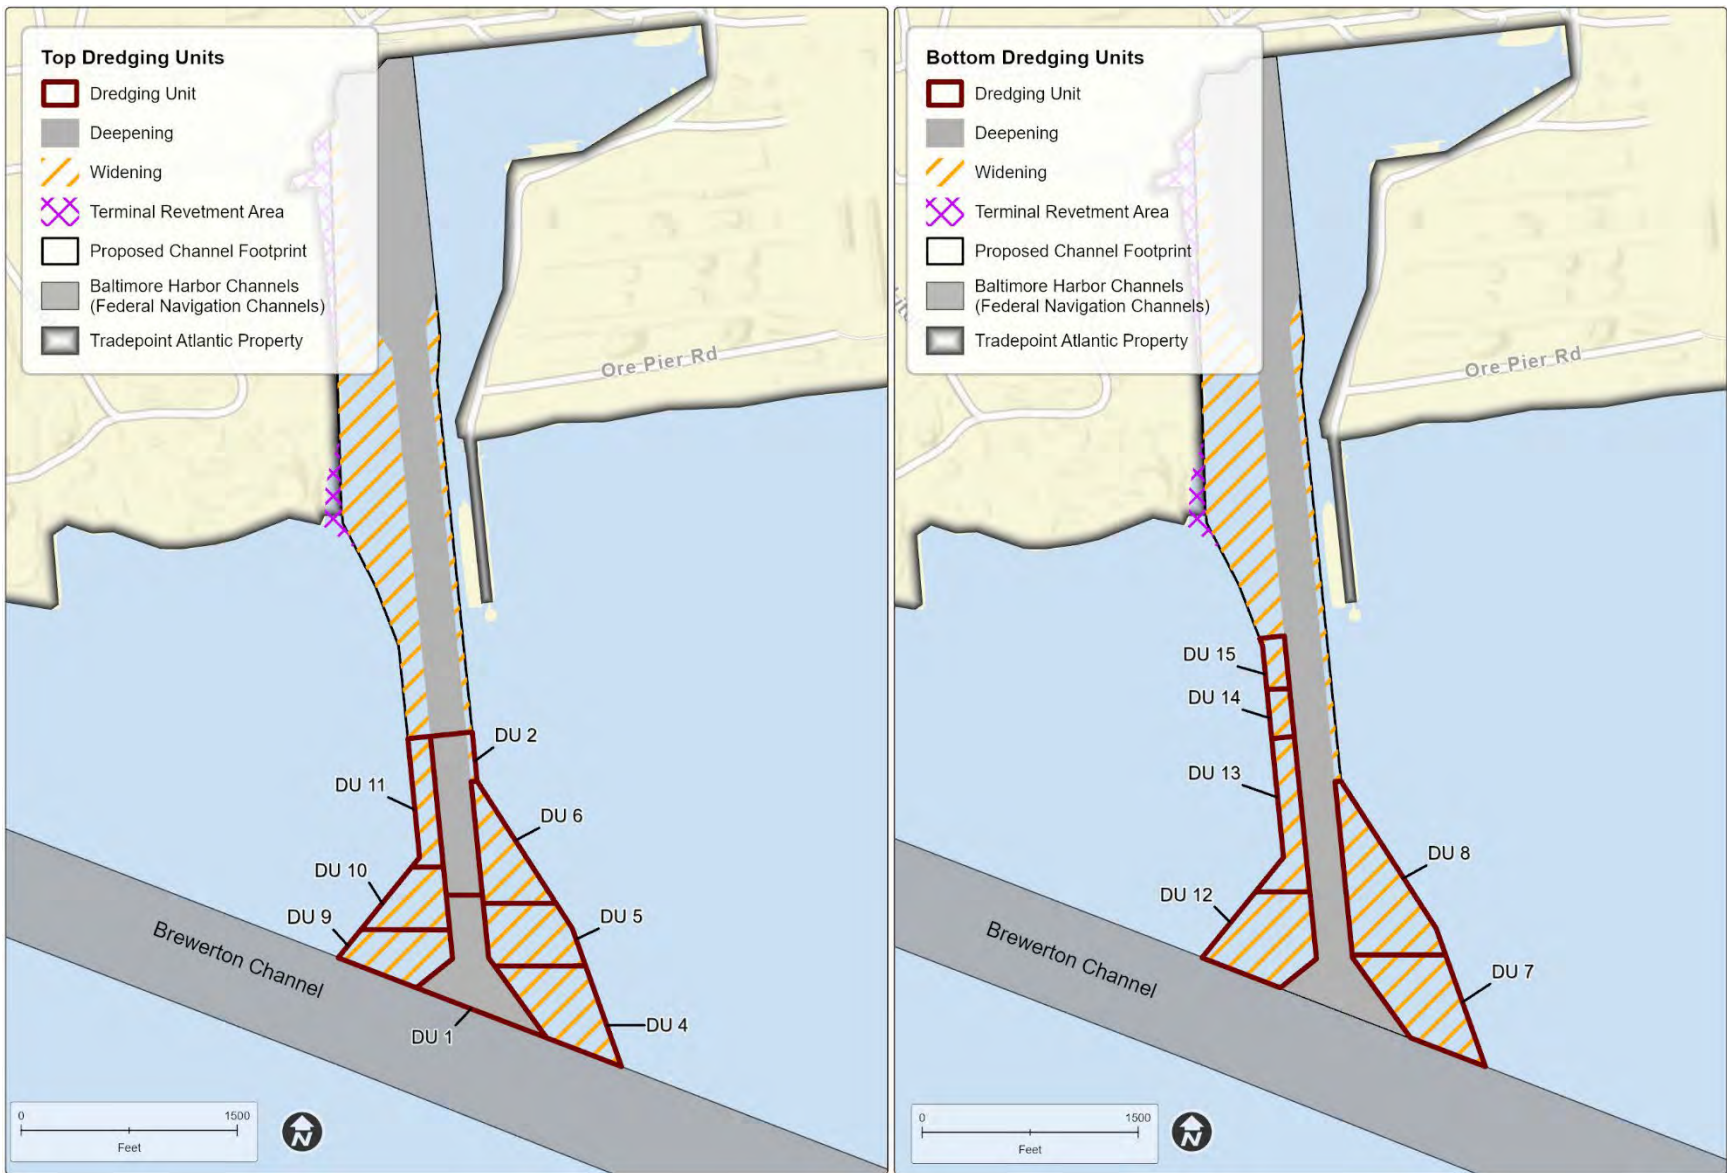 Top Dredging Units
Dredging Unit
Deepening
Widening
Terminal Revetment Area
Proposed Channel Footprint
Baltimore Harbor Channels
(Federal Navigation Channels)
Tradepoint Atlantic Property
Ore Pier Rd
DU 2
DU 11
DU 6
DU 10
DU 9
DU 5
Brewerton Channel
DU 1
DU 4
0
1500
Feet
N
Bottom Dredging Units
Dredging Unit
Deepening
Widening
Terminal Revetment Area
Proposed Channel Footprint
Baltimore Harbor Channels
(Federal Navigation Channels)
Tradepoint Atlantic Property
Ore Pier Rd
DU 15
DU 14
DU 13
DU 8
DU 12
Brewerton Channel
DU 7
0
1500
Feet
N